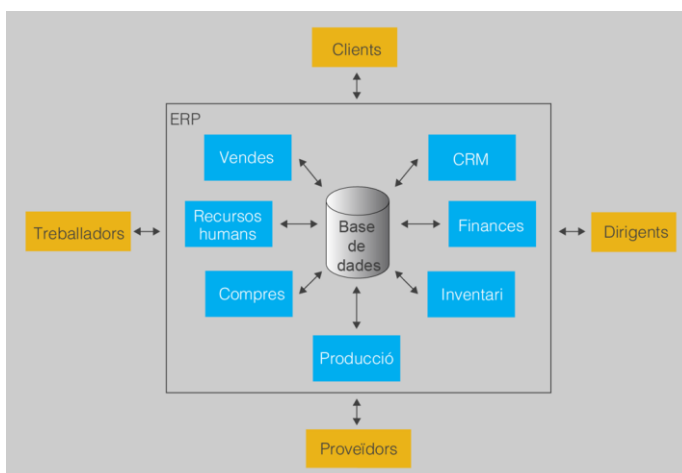 Clients
ERP
Vendes
CRM
Treballadors
Recursos
humans
Base
de
dades
Finances
Dirigents
Compres
Inventari
Producció
Proveïdors